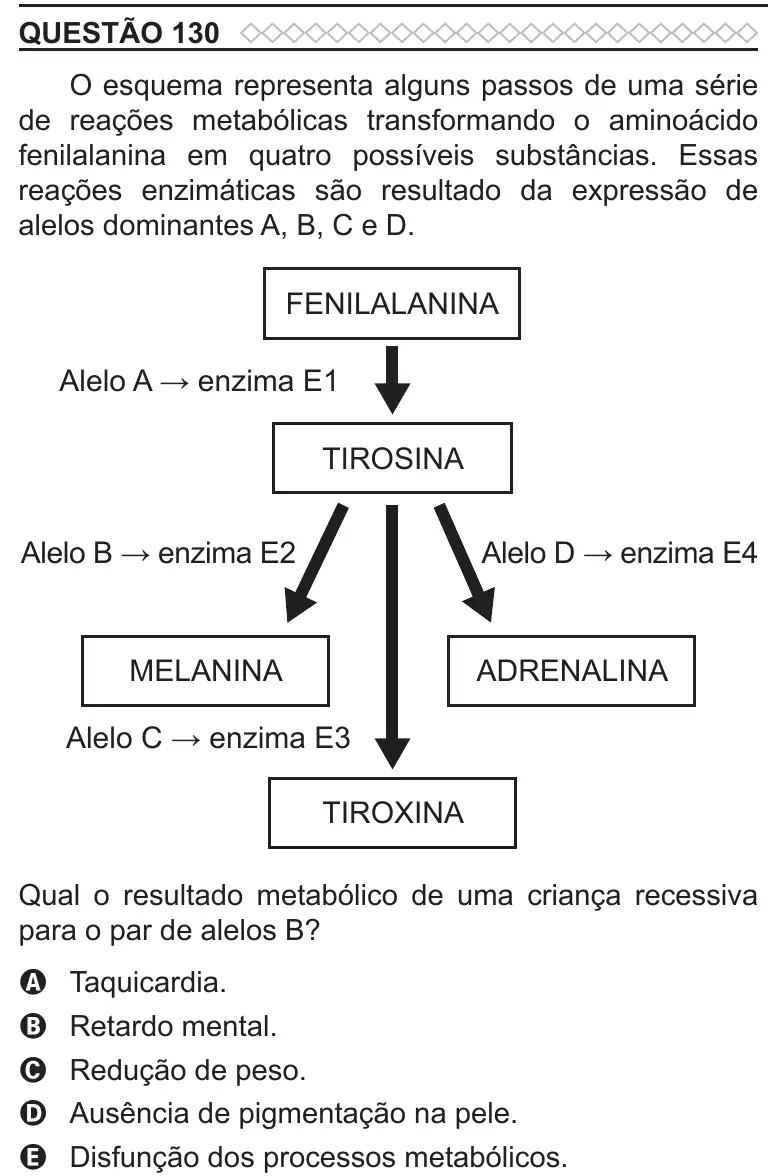 QUESTÃO 130
O esquema representa alguns passos de uma série
de reações metabólicas transformando o aminoácido
fenilalanina em quatro possíveis substâncias. Essas
reações enzimáticas são resultado da expressão de
alelos dominantes A, B, C e D.
FENILALANINA
Alelo A → enzima E1
TIROSINA
Alelo B → enzima E2
Alelo D → enzima E4
MELANINA
ADRENALINA
Alelo C → enzima E3
TIROXINA
Qual o resultado metabólico de uma criança recessiva
para o par de alelos B?
A Taquicardia.
B Retardo mental.
C Redução de peso.
D Ausência de pigmentação na pele.
E Disfunção dos processos metabólicos.